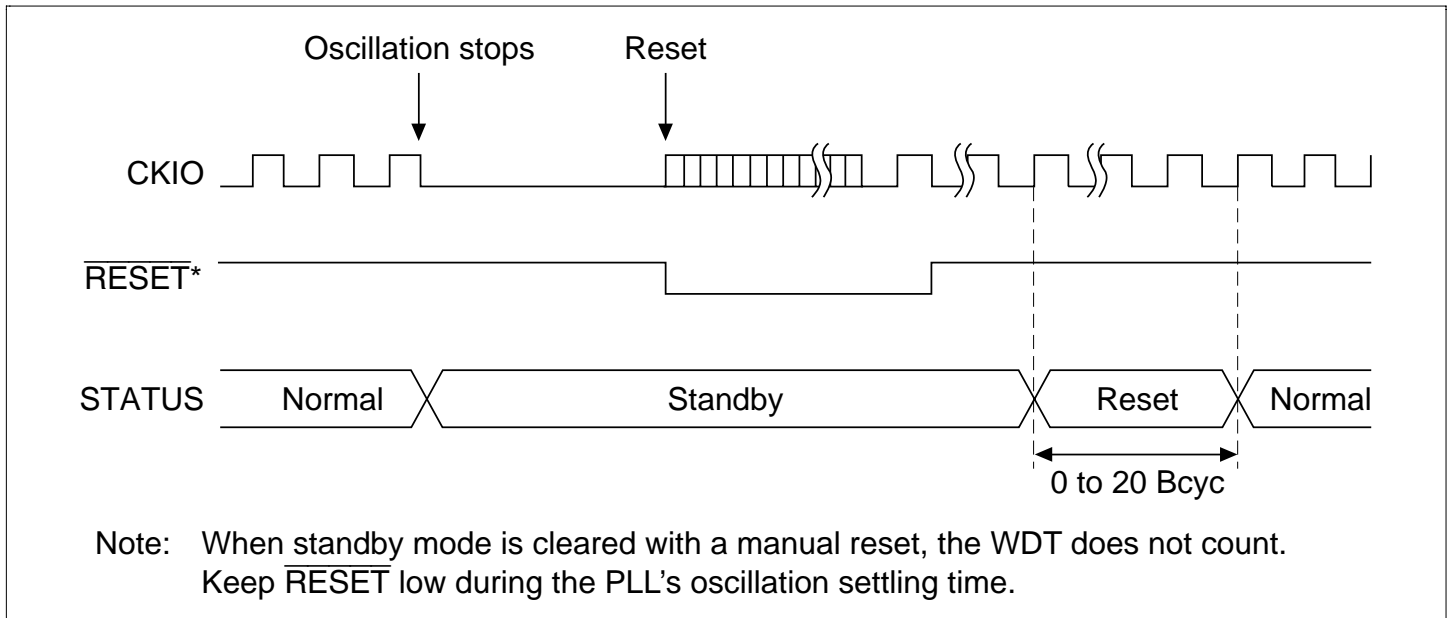 Oscillation stops Reset
CKIO
RESET*
STATUS Normal Standby Reset Normal
0 to 20 Bcyc
Note: When standby mode is cleared with a manual reset, the WDT does not count.
Keep RESET low during the PLL’s oscillation settling time.